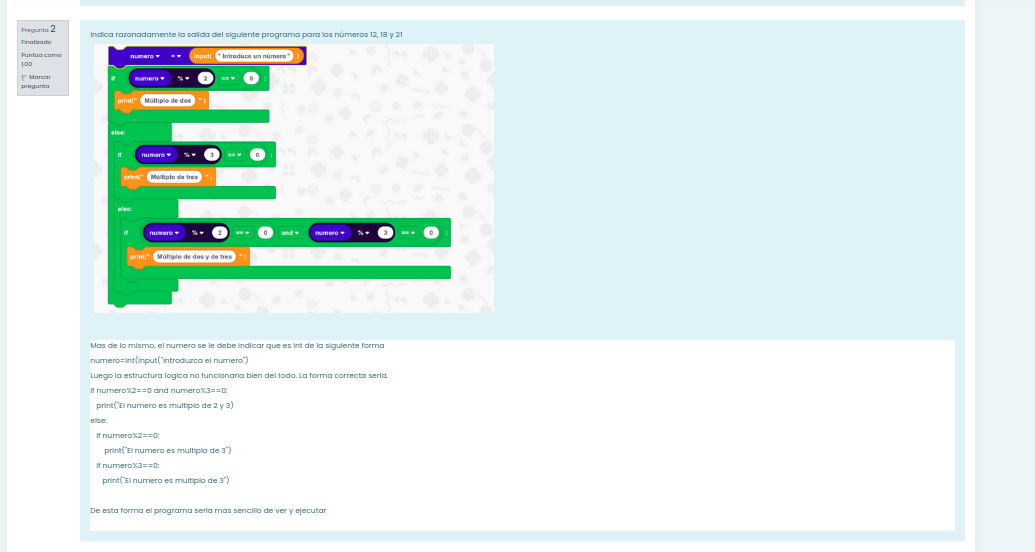 Pregunta 2
Finalizado
Puntúa como
1,00
Marcar
pregunta
Indica razonadamente la salida del siguiente programa para los números 12, 18 y 21
numero = input( " Introduce un número " )
if numero % 2 == 0 :
print(" Múltiplo de dos ")
else:
if numero % 3 == 0 :
print(" Múltiplo de tres ")
else:
if numero % 2 == 0 and numero % 3 == 0 :
print(" Múltiplo de dos y de tres ")
Mas de lo mismo, el numero se le debe indicar que es int de la siguiente forma
numero=int(input("Introduzca el numero")
Luego la estructura logica no funcionaria bien del todo. La forma correcta seria.
if numero%2==0 and numero%3==0:
print("El numero es multiplo de 2 y 3)
else:
if numero%2==0:
print("El numero es multiplo de 3")
if numero%3==0:
print("El numero es multiplo de 3")
De esta forma el programa seria mas sencillo de ver y ejecutar